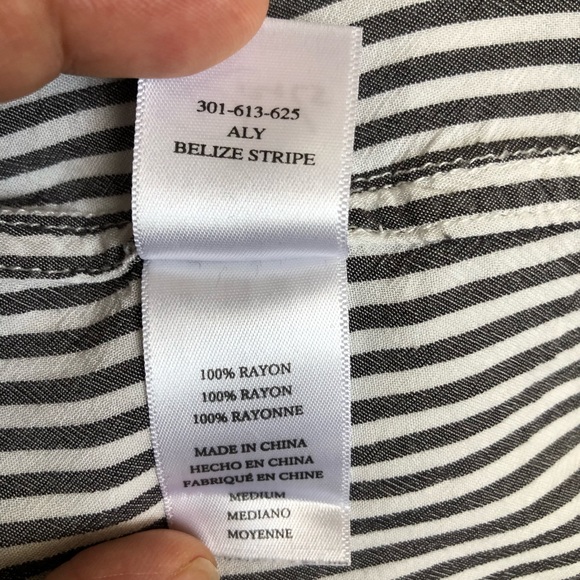 301-613-625
ALY
BELIZE STRIPE
100% RAYON
100% RAYON
100% RAYONNE
MADE IN CHINA
HECHO EN CHINA
FABRIQUÉ EN CHINE
MEDIUM
MEDIANO
MOYENNE